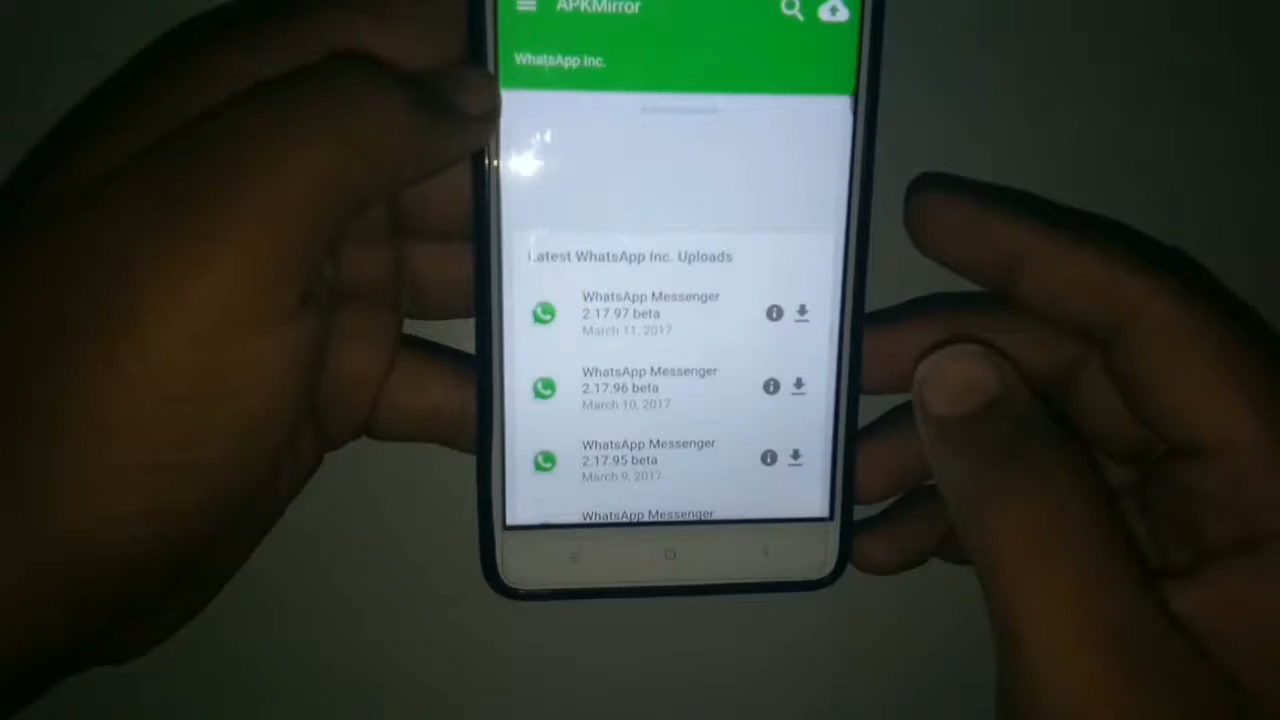 APKMirror
WhatsApp Inc.
Latest WhatsApp Inc. Uploads
WhatsApp Messenger
2.17.97 beta
March 11, 2017
WhatsApp Messenger
2.17.96 beta
March 10, 2017
WhatsApp Messenger
2.17.95 beta
March 9, 2017
WhatsApp Messenger